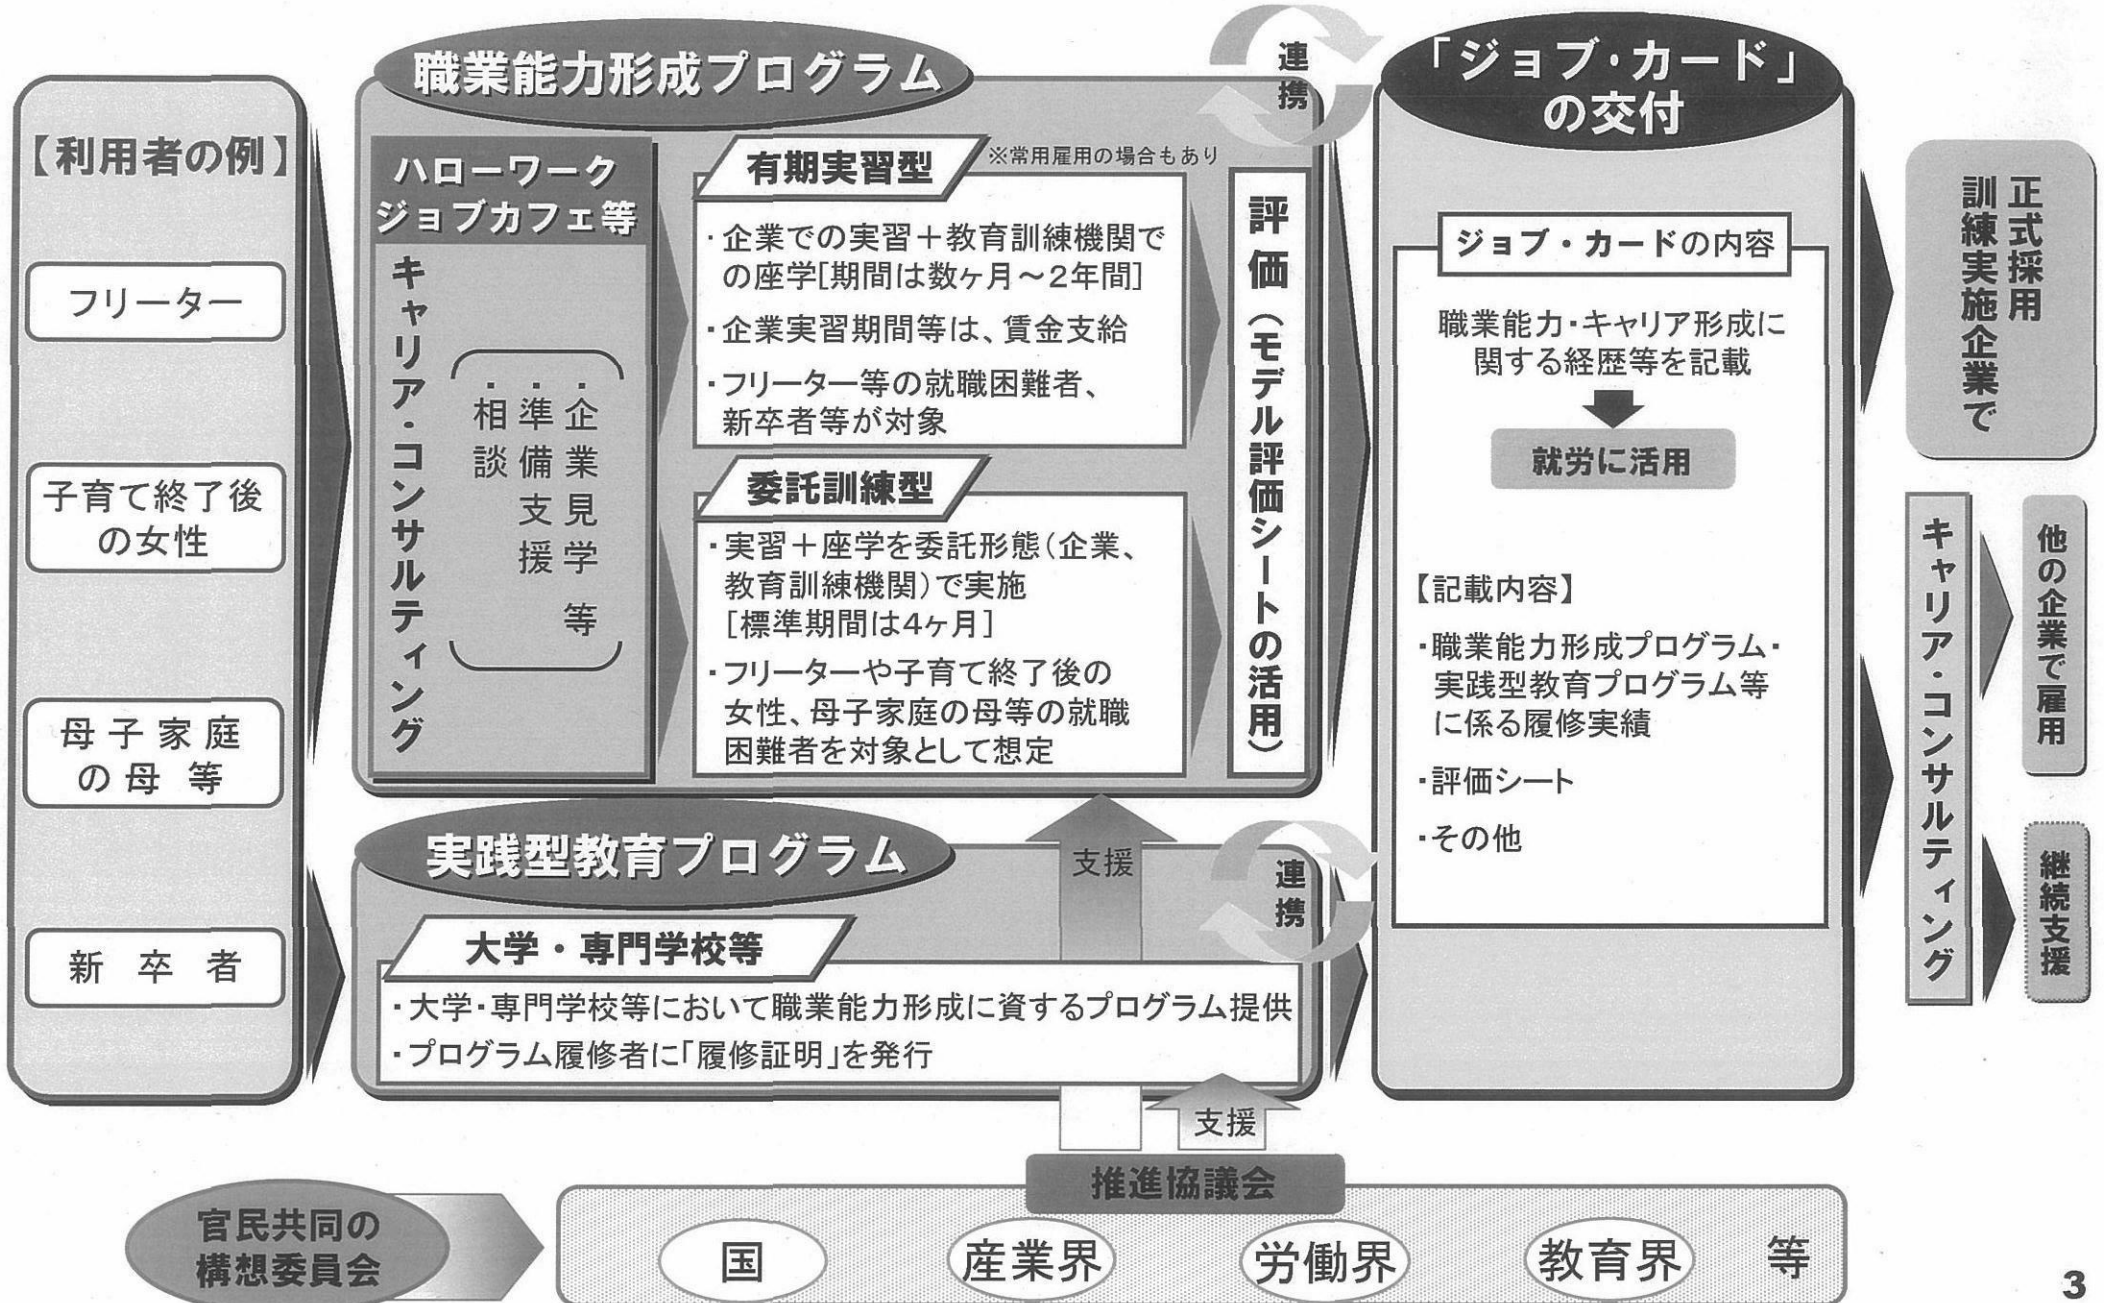 【利用者の例】
フリーター
子育て終了後
の女性
母子家庭
の母 等
新 卒 者
職業能力形成プログラム
連携
ハローワーク
ジョブカフェ等
キャリア・コンサルティング
・企業見学等
・準備支援
・相談
有期実習型
※常用雇用の場合もあり
・企業での実習+教育訓練機関で
の座学[期間は数ヶ月~2年間]
・企業実習期間等は、賃金支給
・フリーター等の就職困難者、
新卒者等が対象
委託訓練型
・実習+座学を委託形態(企業、
教育訓練機関)で実施
[標準期間は4ヶ月]
・フリーターや子育て終了後の
女性、母子家庭の母等の就職
困難者を対象として想定
評価(モデル評価シートの活用)
実践型教育プログラム
支援
連携
大学・専門学校等
・大学・専門学校等において職業能力形成に資するプログラム提供
・プログラム履修者に「履修証明」を発行
「ジョブ・カード」
の交付
ジョブ・カードの内容
職業能力・キャリア形成に
関する経歴等を記載
就労に活用
【記載内容】
・職業能力形成プログラム・
実践型教育プログラム等
に係る履修実績
・評価シート
・その他
訓練実施企業で
正式採用
キャリア・コンサルティング
他の企業で雇用
継続支援
支援
推進協議会
官民共同の
構想委員会
国
産業界
労働界
教育界
等
3